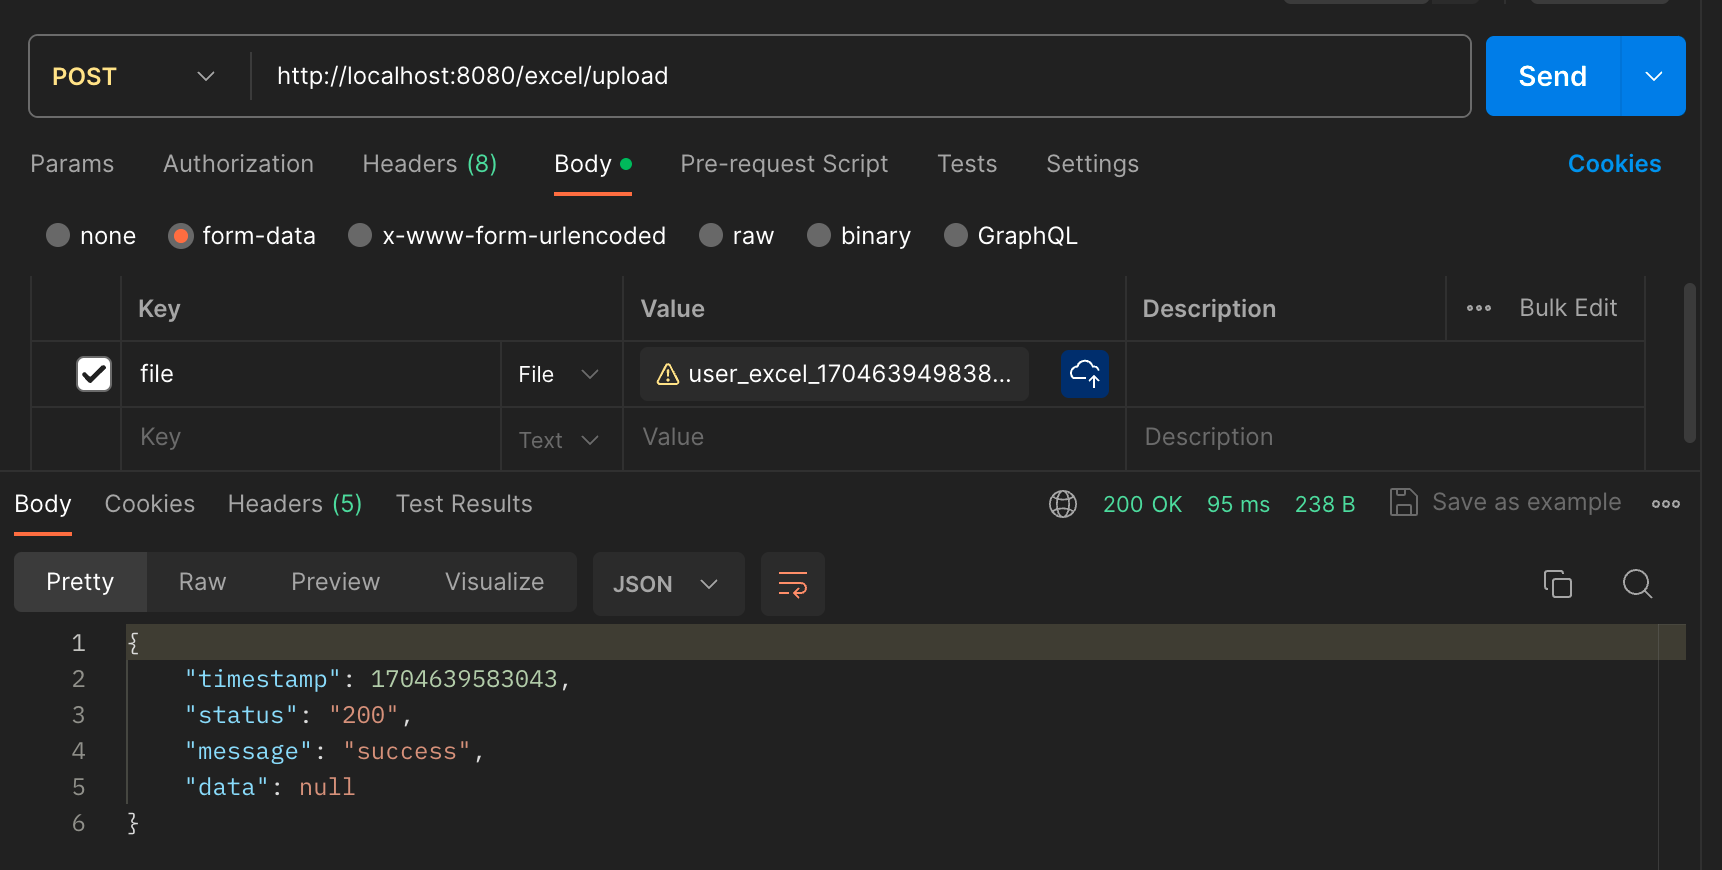 POST http://localhost:8080/excel/upload Send
Params Authorization Headers (8) Body Pre-request Script Tests Settings Cookies
none form-data x-www-form-urlencoded raw binary GraphQL
Key Value Description Bulk Edit
file File user_excel_170463949838...
Key Text Value Description
Body Cookies Headers (5) Test Results 200 OK 95 ms 238 B Save as example
Pretty Raw Preview Visualize JSON
1 {
2 "timestamp": 1704639583043,
3 "status": "200",
4 "message": "success",
5 "data": null
6 }